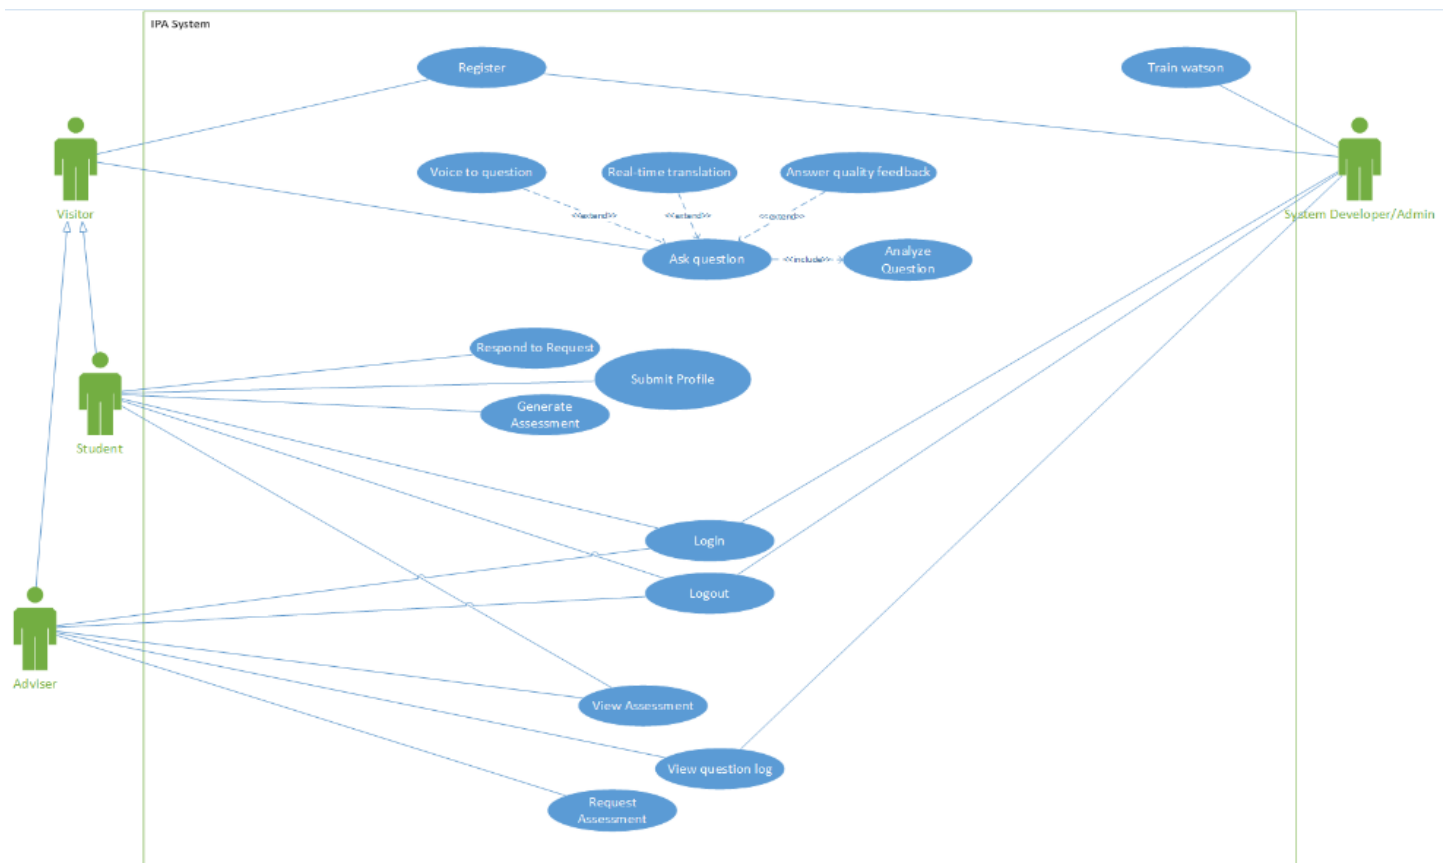 IPA System
Register
Train watson
Voice to question
Real-time translation
Answer quality feedback
Visitor
<<extend>>
<<extend>>
<<extend>>
System Developer/Admin
Ask question
<<include>>
Analyze
Question
Respond to Request
Submit Profile
Generate
Assessment
Student
Login
Logout
Adviser
View Assessment
View question log
Request
Assessment